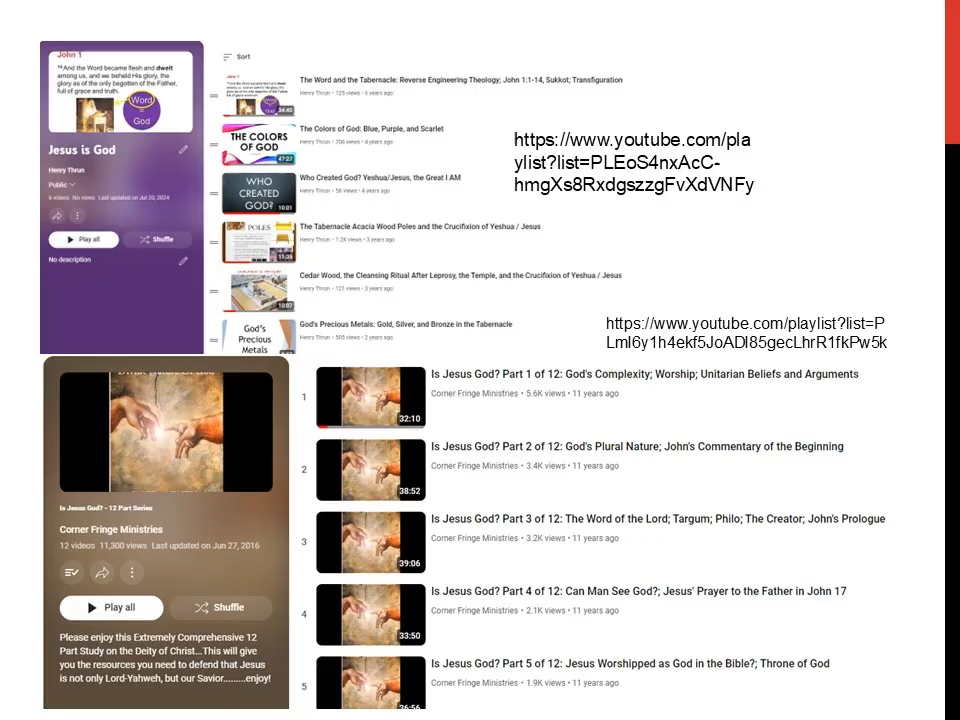 John 1
14 And the Word became flesh and dwelt
among us, and we beheld His glory, the
glory as of the only begotten of the Father,
full of grace and truth.
Word
=
God
Jesus is God
Henry Thrun
Public
6 videos No views Last updated on Jul 20, 2024
Play all
Shuffle
No description
Sort
34:40
The Word and the Tabernacle: Reverse Engineering Theology; John 1:1-14, Sukkot; Transfiguration
Henry Thrun • 125 views • 6 years ago
THE COLORS
OF GOD
47:27
The Colors of God: Blue, Purple, and Scarlet
Henry Thrun • 706 views • 4 years ago
WHO
CREATED
GOD?
10:01
Who Created God? Yeshua/Jesus, the Great I AM
Henry Thrun • 58 views • 4 years ago
POLES
11:35
The Tabernacle Acacia Wood Poles and the Crucifixion of Yeshua / Jesus
Henry Thrun • 1.2K views • 3 years ago
10:07
Cedar Wood, the Cleansing Ritual After Leprosy, the Temple, and the Crucifixion of Yeshua / Jesus
Henry Thrun • 121 views • 3 years ago
God's
Precious
Metals
God's Precious Metals: Gold, Silver, and Bronze in the Tabernacle
Henry Thrun • 505 views • 2 years ago
https://www.youtube.com/pla
ylist?list=PLEoS4nxAcC-
hmgXs8RxdgszzgFvXdVNFy
https://www.youtube.com/playlist?list=P
Lml6y1h4ekf5JoADl85gecLhrR1fkPw5k
Is Jesus God? - 12 Part Series
Corner Fringe Ministries
12 videos 11,300 views Last updated on Jun 27, 2016
Play all
Shuffle
Please enjoy this Extremely Comprehensive 12
Part Study on the Deity of Christ...This will give
you the resources you need to defend that Jesus
is not only Lord-Yahweh, but our Savior.........enjoy!
1
32:10
Is Jesus God? Part 1 of 12: God's Complexity; Worship; Unitarian Beliefs and Arguments
Corner Fringe Ministries • 5.6K views • 11 years ago
2
38:52
Is Jesus God? Part 2 of 12: God's Plural Nature; John's Commentary of the Beginning
Corner Fringe Ministries • 3.4K views • 11 years ago
3
39:06
Is Jesus God? Part 3 of 12: The Word of the Lord; Targum; Philo; The Creator; John's Prologue
Corner Fringe Ministries • 3.2K views • 11 years ago
4
33:50
Is Jesus God? Part 4 of 12: Can Man See God?; Jesus' Prayer to the Father in John 17
Corner Fringe Ministries • 2.1K views • 11 years ago
5
36:56
Is Jesus God? Part 5 of 12: Jesus Worshipped as God in the Bible?; Throne of God
Corner Fringe Ministries • 1.9K views • 11 years ago